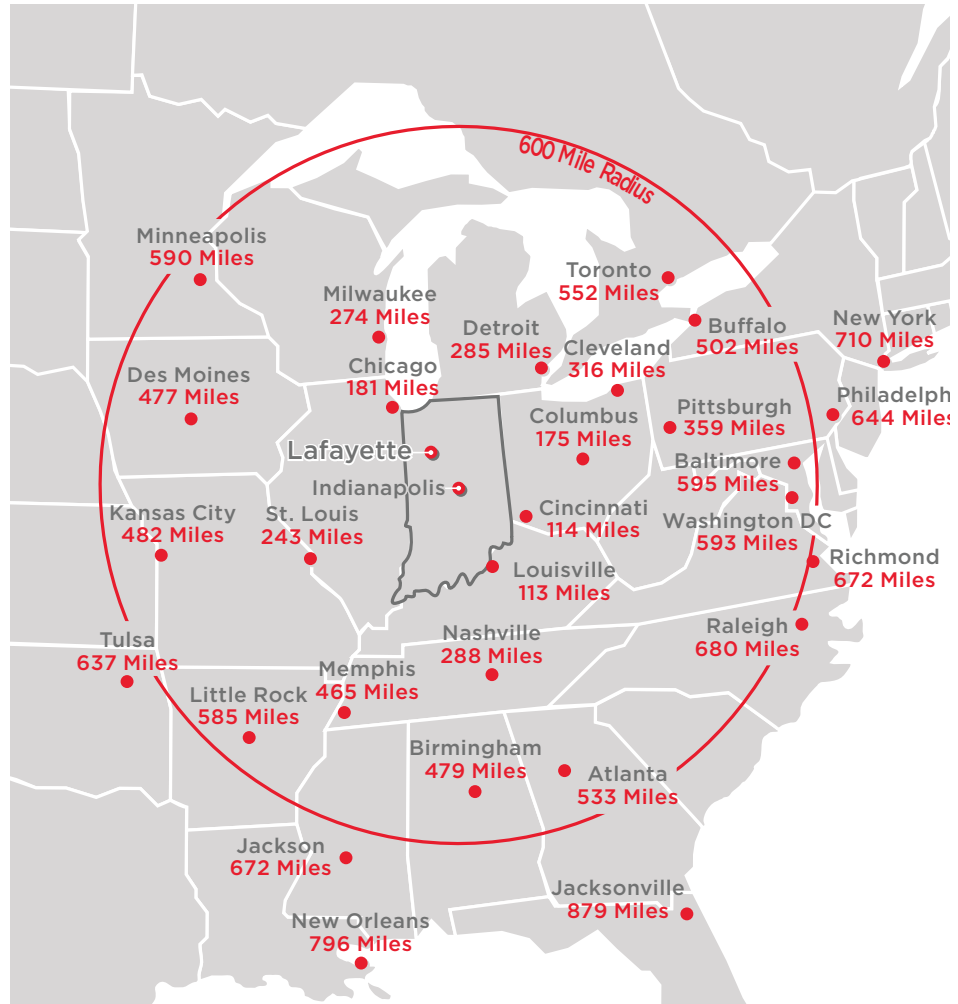 600 Mile Radius
Minneapolis
590 Miles
Toronto
552 Miles
Milwaukee
274 Miles
Detroit
285 Miles
Cleveland
316 Miles
Buffalo
502 Miles
New York
710 Miles
Des Moines
477 Miles
Chicago
181 Miles
Columbus
175 Miles
Pittsburgh
359 Miles
Philadelph
644 Miles
Lafayette
Indianapolis
Baltimore
595 Miles
Kansas City
482 Miles
St. Louis
243 Miles
Cincinnati
114 Miles
Washington DC
593 Miles
Richmond
672 Miles
Louisville
113 Miles
Tulsa
637 Miles
Nashville
288 Miles
Raleigh
680 Miles
Memphis
465 Miles
Little Rock
585 Miles
Birmingham
479 Miles
Atlanta
533 Miles
Jackson
672 Miles
Jacksonville
879 Miles
New Orleans
796 Miles